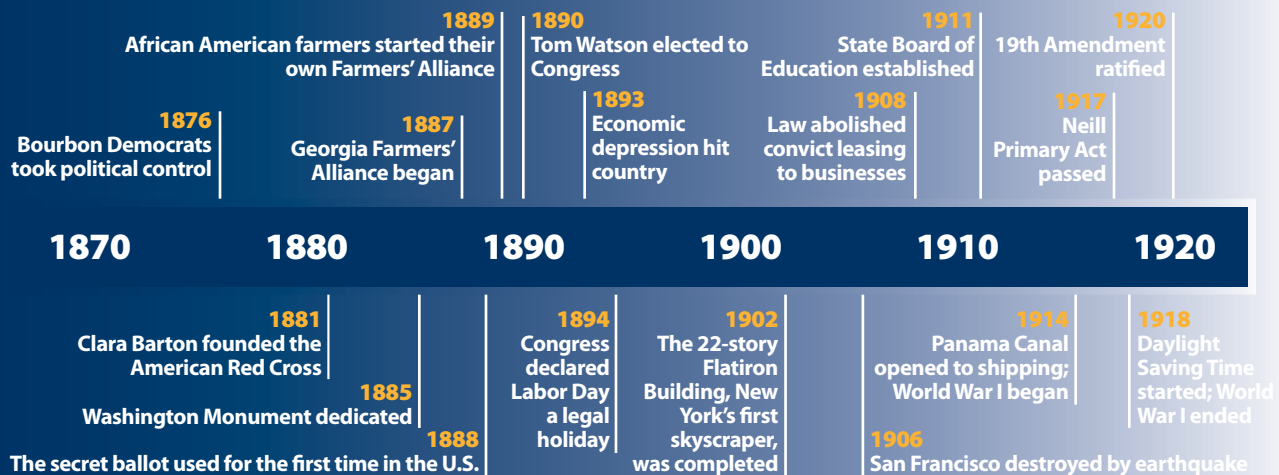 1889
African American farmers started their
own Farmers' Alliance
1890
Tom Watson elected to
Congress
1911
State Board of
Education established
1920
19th Amendment
ratified
1876
Bourbon Democrats
took political control
1887
Georgia Farmers'
Alliance began
1893
Economic
depression hit
country
1908
Law abolished
convict leasing
to businesses
1917
Neill
Primary Act
passed
1870 1880 1890 1900 1910 1920
1881
Clara Barton founded the
American Red Cross
1885
Washington Monument dedicated
1888
The secret ballot used for the first time in the U.S.
1894
Congress
declared
Labor Day
a legal
holiday
1902
The 22-story
Flatiron
Building, New
York's first
skyscraper,
was completed
1906
San Francisco destroyed by earthquake
1914
Panama Canal
opened to shipping;
World War I began
1918
Daylight
Saving Time
started; World
War I ended